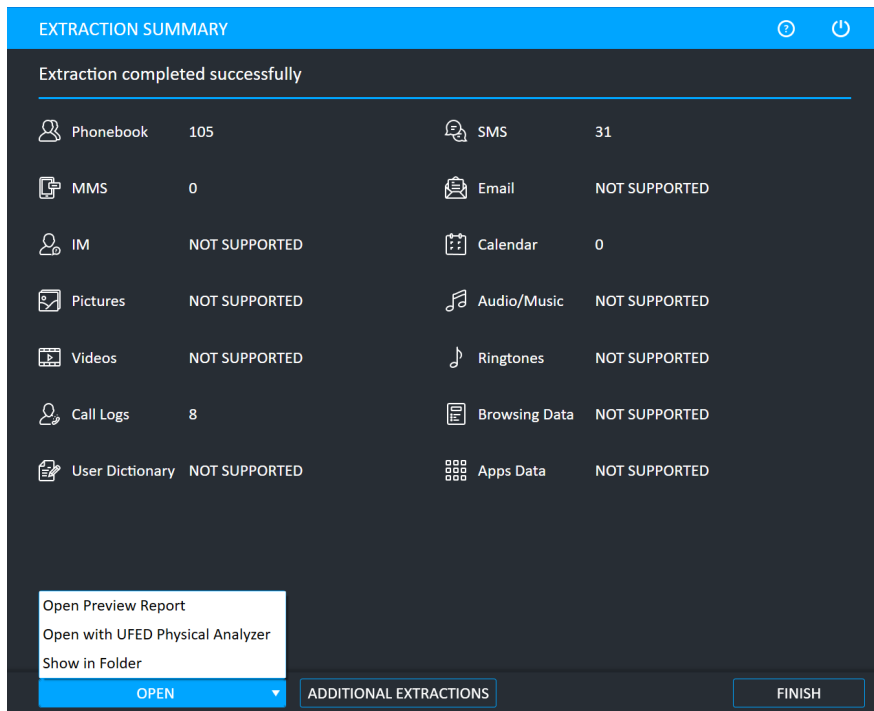 EXTRACTION SUMMARY
Extraction completed successfully
Phonebook 105 SMS 31
MMS 0 Email NOT SUPPORTED
IM NOT SUPPORTED Calendar 0
Pictures NOT SUPPORTED Audio/Music NOT SUPPORTED
Videos NOT SUPPORTED Ringtones NOT SUPPORTED
Call Logs 8 Browsing Data NOT SUPPORTED
User Dictionary NOT SUPPORTED Apps Data NOT SUPPORTED
Open Preview Report
Open with UFED Physical Analyzer
Show in Folder
OPEN ADDITIONAL EXTRACTIONS FINISH